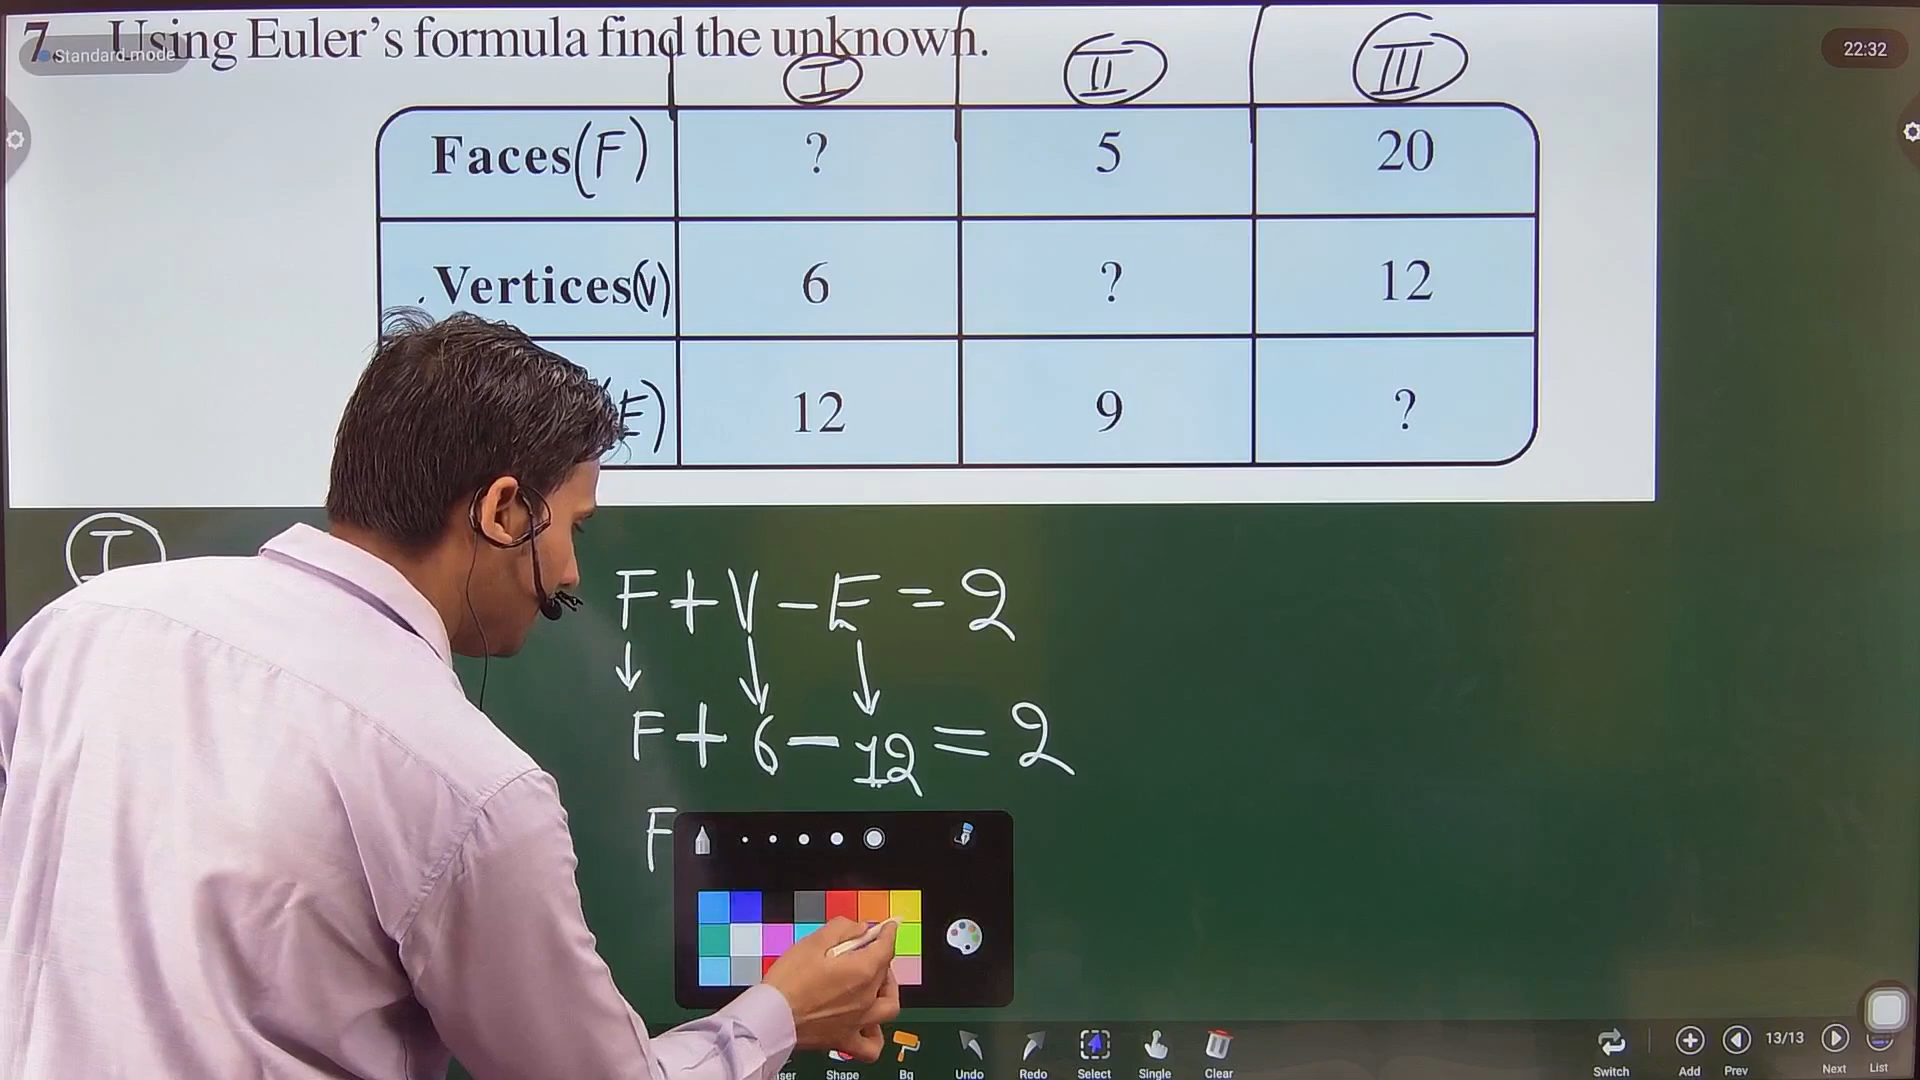 7. Using Euler's formula find the unknown.
Standard mode
22:32
I II III
Faces(F) ? 5 20
Vertices(V) 6 ? 12
E) 12 9 ?
I
F+V-E=2
F+6-12=2
F
Shape Bg Undo Redo Select Single Clear
Switch Add Prev 13/13 Next List